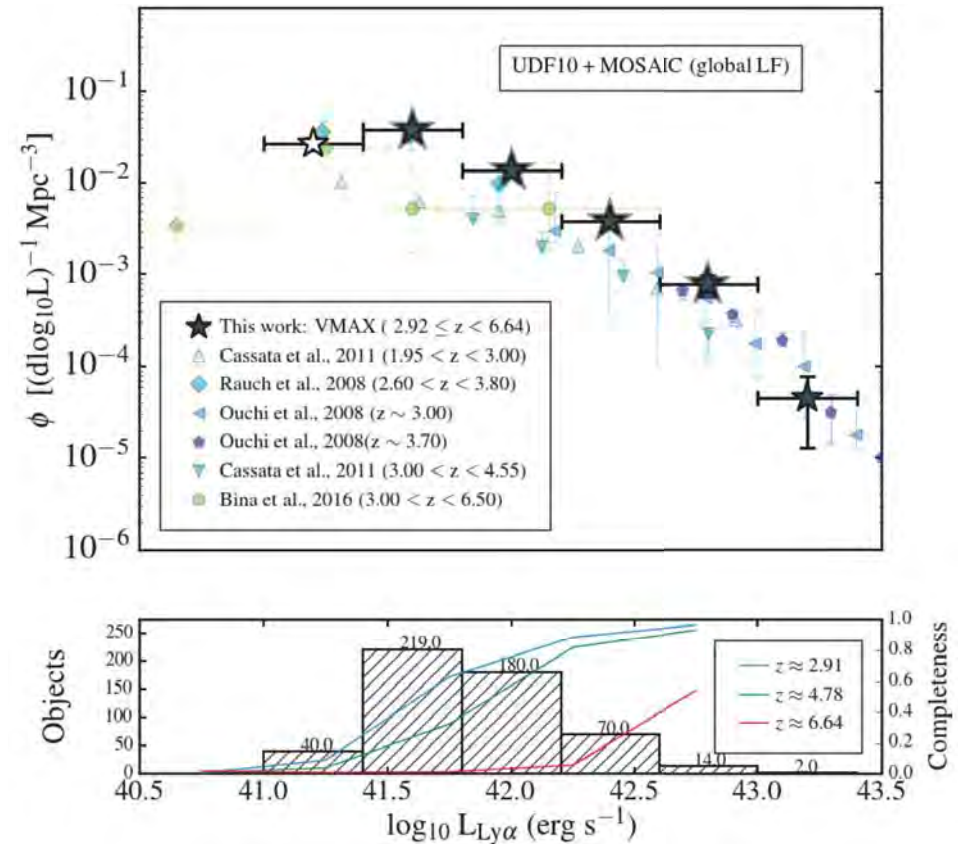 UDF10 + MOSAIC (global LF)
10⁻¹
10⁻²
10⁻³
10⁻⁴
10⁻⁵
10⁻⁶
ϕ [(dlog₁₀L)⁻¹ Mpc⁻³]
This work: VMAX ( 2.92 ≤ z < 6.64)
Cassata et al., 2011 (1.95 < z < 3.00)
Rauch et al., 2008 (2.60 < z < 3.80)
Ouchi et al., 2008 (z ∼ 3.00)
Ouchi et al., 2008(z ∼ 3.70)
Cassata et al., 2011 (3.00 < z < 4.55)
Bina et al., 2016 (3.00 < z < 6.50)
250
200
150
100
50
0
Objects
40.0
219.0
180.0
70.0
14.0
2.0
z ≈ 2.91
z ≈ 4.78
z ≈ 6.64
1.0
0.8
0.6
0.4
0.2
0.0
Completeness
40.5 41.0 41.5 42.0 42.5 43.0 43.5
log₁₀ L_Lyα (erg s⁻¹)